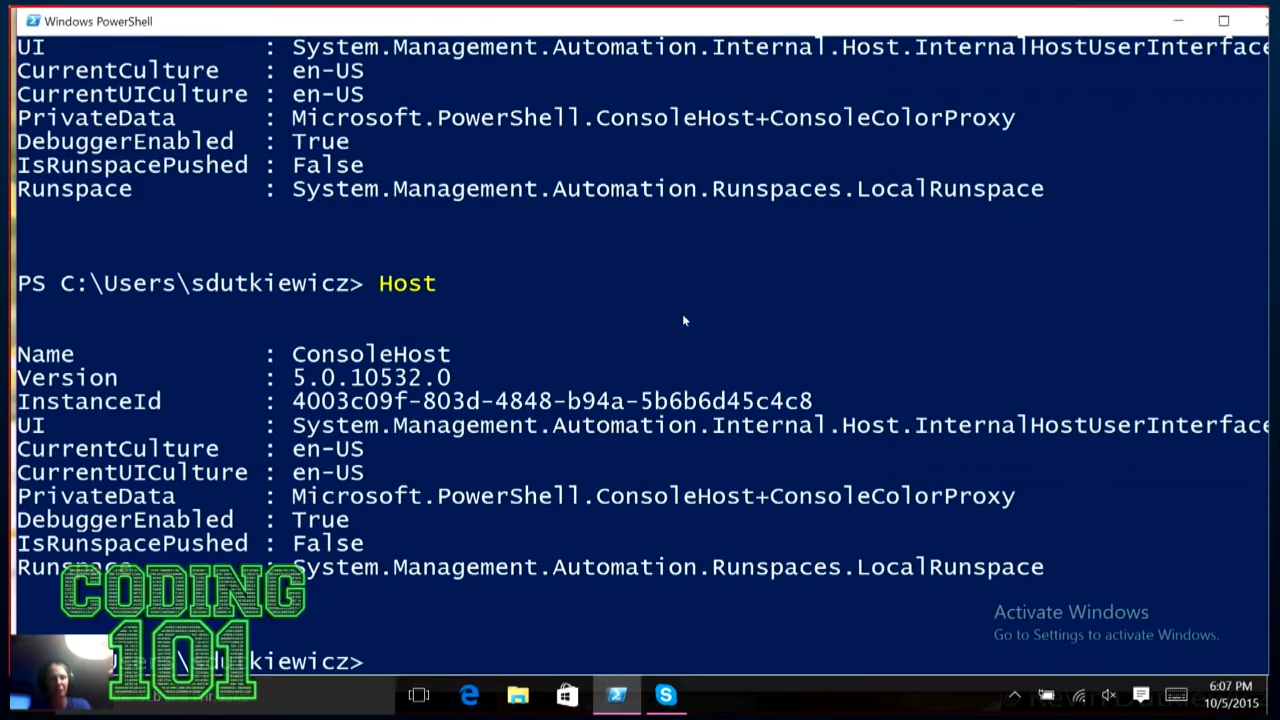 Windows PowerShell
UI : System.Management.Automation.Internal.Host.InternalHostUserInterface
CurrentCulture : en-US
CurrentUICulture : en-US
PrivateData : Microsoft.PowerShell.ConsoleHost+ConsoleColorProxy
DebuggerEnabled : True
IsRunspacePushed : False
Runspace : System.Management.Automation.Runspaces.LocalRunspace
PS C:\Users\sdutkiewicz> Host
Name : ConsoleHost
Version : 5.0.10532.0
InstanceId : 4003c09f-803d-4848-b94a-5b6b6d45c4c8
UI : System.Management.Automation.Internal.Host.InternalHostUserInterface
CurrentCulture : en-US
CurrentUICulture : en-US
PrivateData : Microsoft.PowerShell.ConsoleHost+ConsoleColorProxy
DebuggerEnabled : True
IsRunspacePushed : False
Runspace : System.Management.Automation.Runspaces.LocalRunspace
CODING
101
Activate Windows
Go to Settings to activate Windows.
\sdutkiewicz>
6:07 PM
10/5/2015